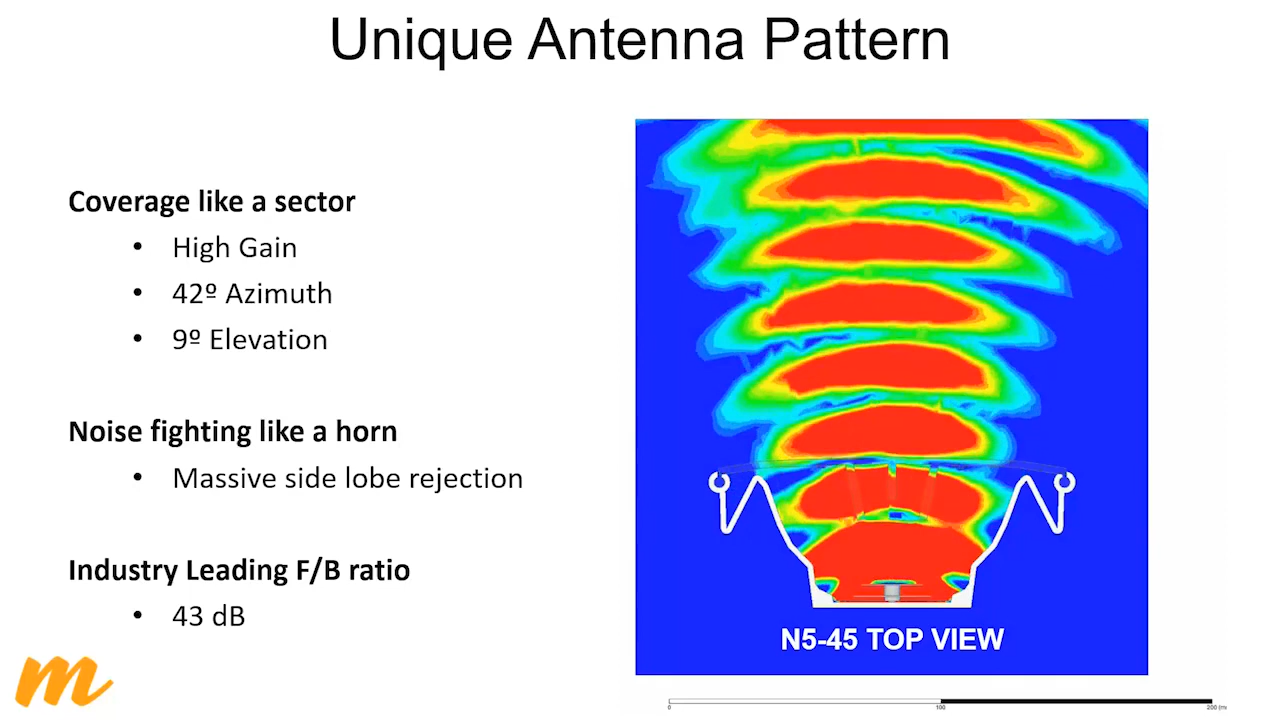 Unique Antenna Pattern
Coverage like a sector
• High Gain
• 42º Azimuth
• 9º Elevation
Noise fighting like a horn
• Massive side lobe rejection
Industry Leading F/B ratio
• 43 dB
m
N5-45 TOP VIEW
0
100
200